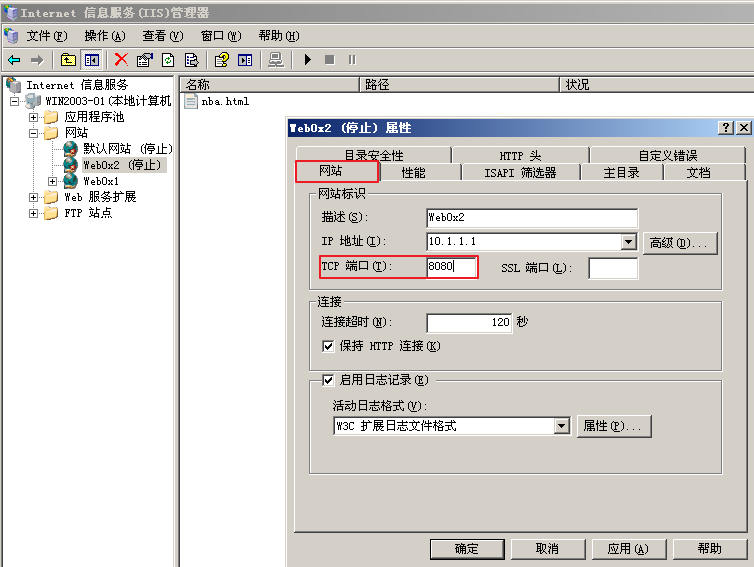 Internet 信息服务(IIS)管理器
文件(F) 操作(A) 查看(V) 窗口(W) 帮助(H)
Internet 信息服务
WIN2003-01(本地计算机
应用程序池
网站
默认网站 (停止)
Web0x2 (停止)
Web0x1
Web 服务扩展
FTP 站点
名称 路径 状况
nba.html
Web0x2 (停止) 属性
目录安全性 HTTP 头 自定义错误
网站 性能 ISAPI 筛选器 主目录 文档
网站标识
描述(S): Web0x2
IP 地址(I): 10.1.1.1 高级(D)...
TCP 端口(T): 8080 SSL 端口(L):
连接
连接超时(N): 120 秒
保持 HTTP 连接(K)
启用日志记录(E)
活动日志格式(V):
W3C 扩展日志文件格式 属性(P)...
确定 取消 应用(A) 帮助